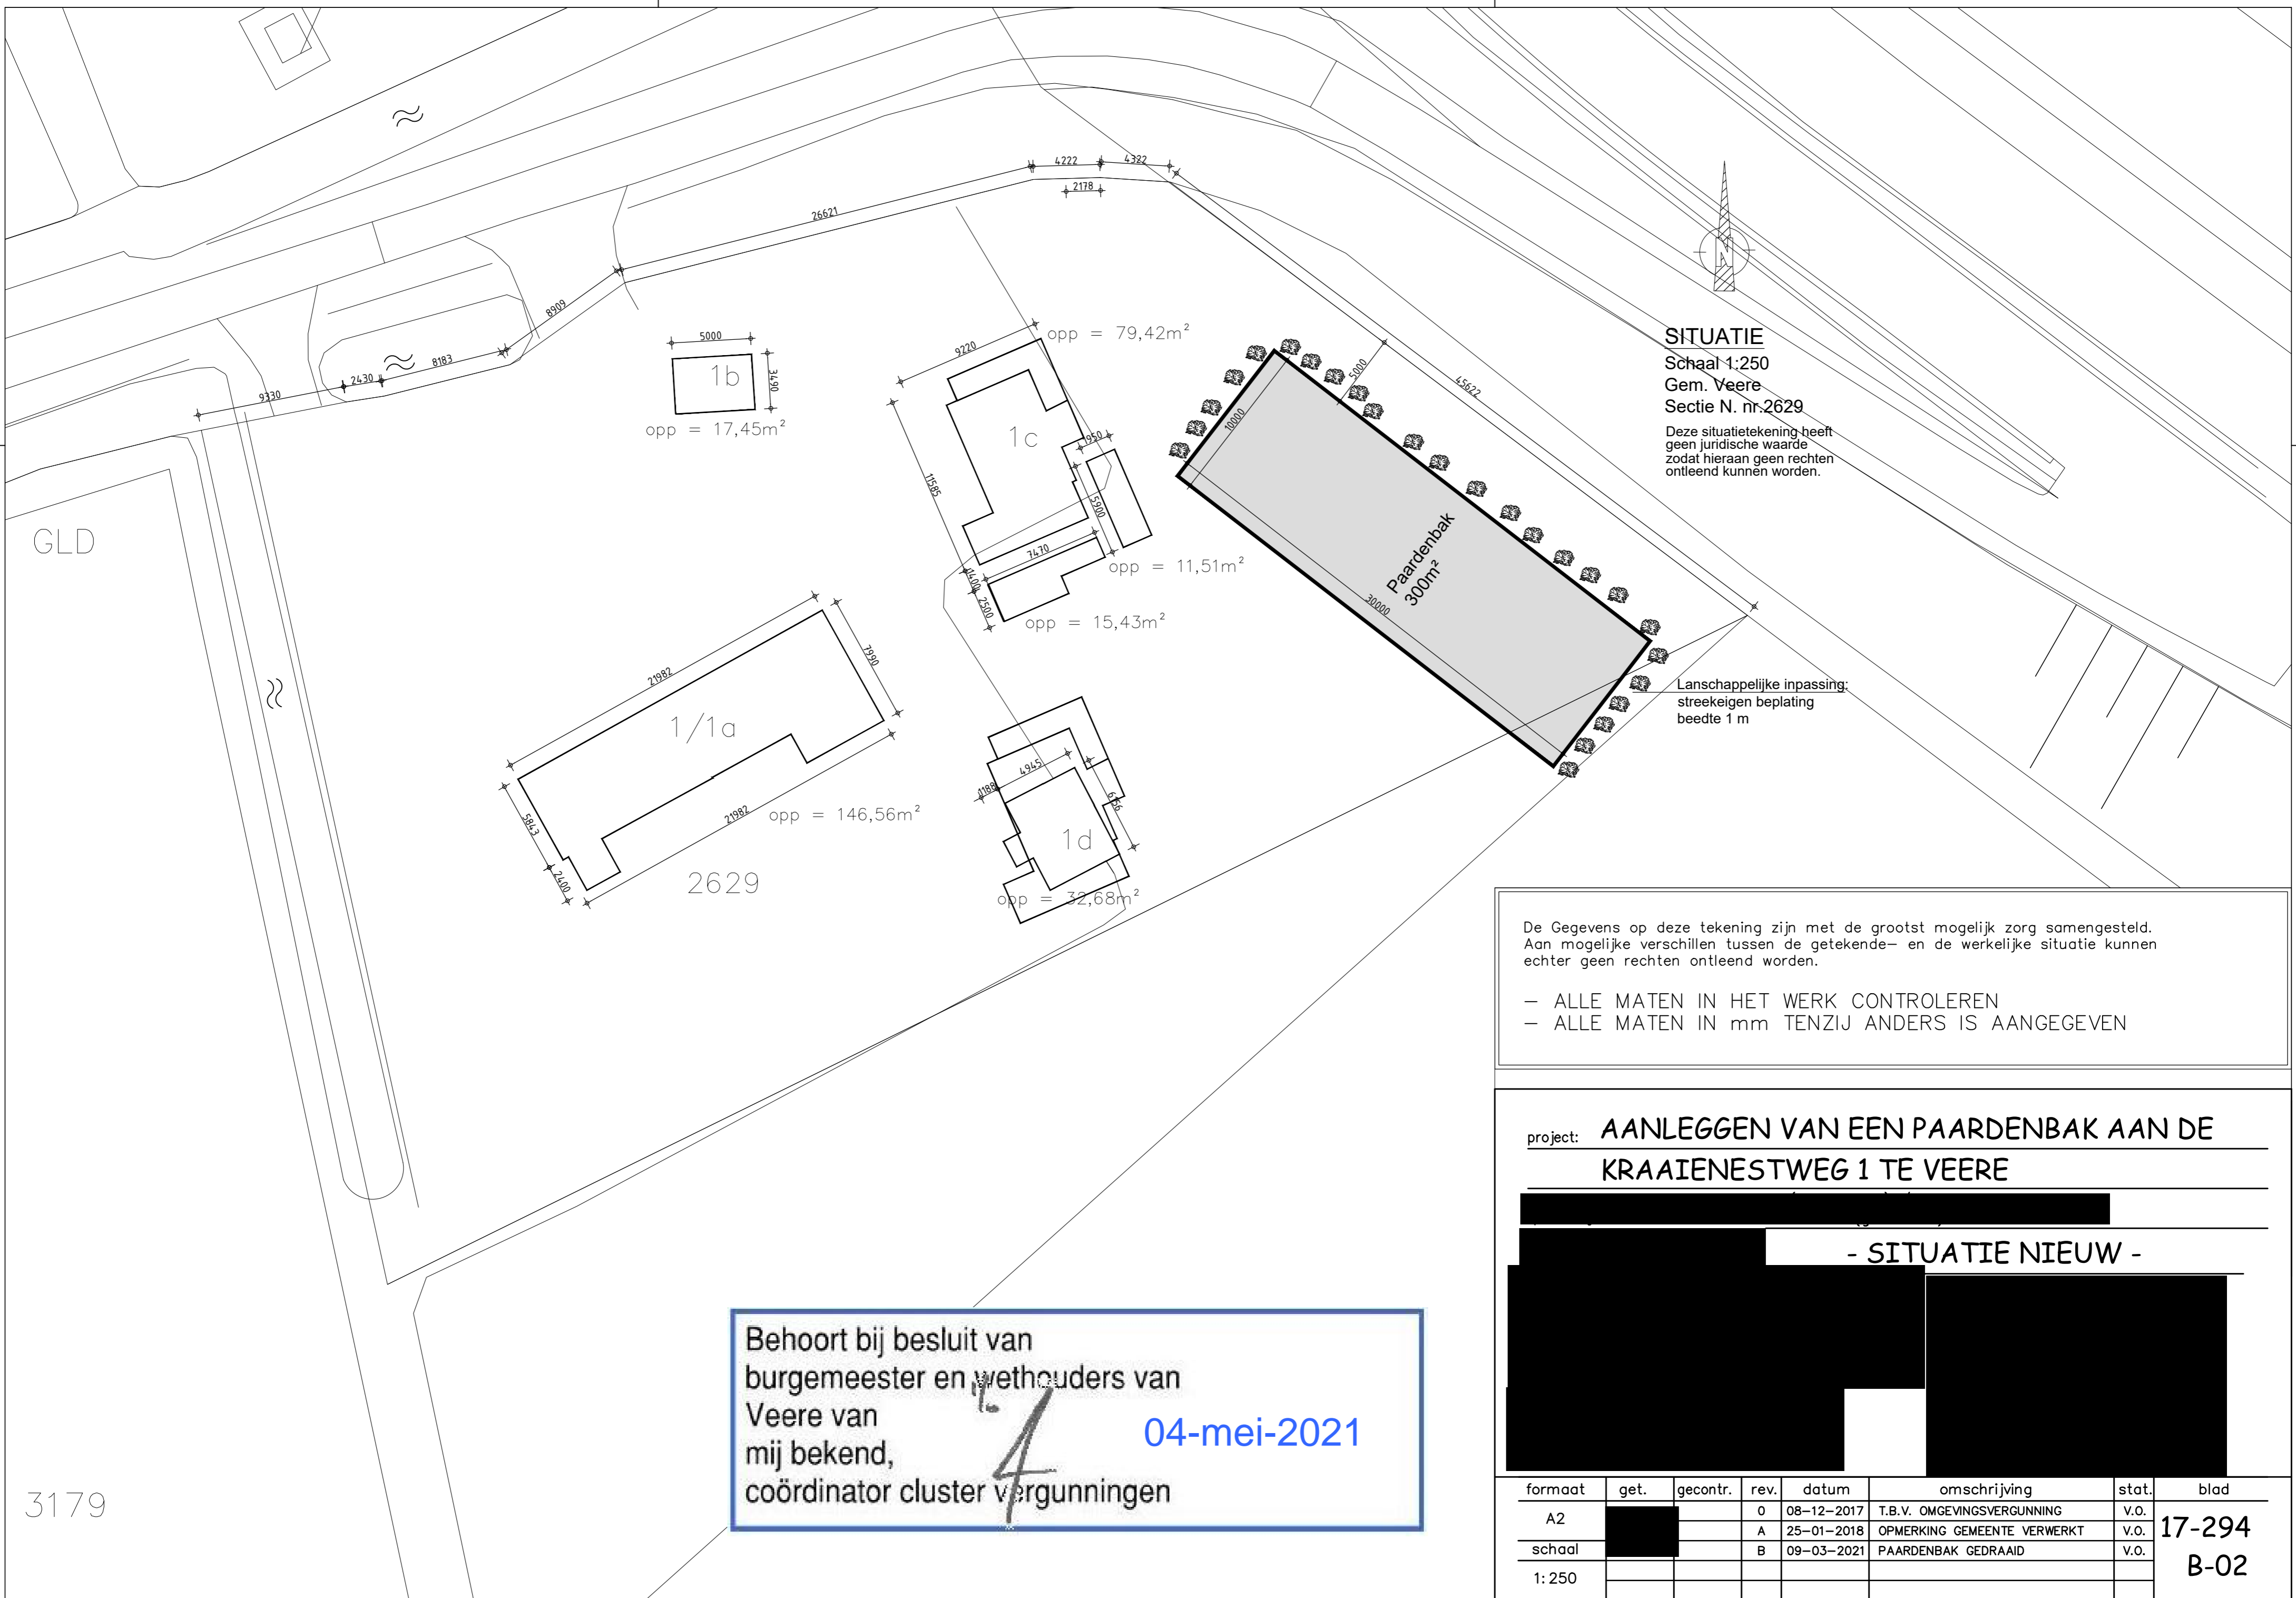 4222
4322
2178
26621
8909
8183
2430
9330
5000
3490
1b
opp = 17,45m²
9220
opp = 79,42m²
1c
1950
11585
5900
7470
1400
2500
opp = 11,51m²
opp = 15,43m²
5000
45622
10000
30000
Paardenbak
300m²
N
SITUATIE
Schaal 1:250
Gem. Veere
Sectie N. nr.2629
Deze situatietekening heeft
geen juridische waarde
zodat hieraan geen rechten
ontleend kunnen worden.
GLD
21982
7990
1/1a
5843
2400
21982
opp = 146,56m²
2629
4945
1188
6156
1d
opp = 32,68m²
Lanschappelijke inpassing:
streekeigen beplating
beedte 1 m
De Gegevens op deze tekening zijn met de grootst mogelijk zorg samengesteld.
Aan mogelijke verschillen tussen de getekende– en de werkelijke situatie kunnen
echter geen rechten ontleend worden.
– ALLE MATEN IN HET WERK CONTROLEREN
– ALLE MATEN IN mm TENZIJ ANDERS IS AANGEGEVEN
project: AANLEGGEN VAN EEN PAARDENBAK AAN DE
KRAAIENESTWEG 1 TE VEERE
- SITUATIE NIEUW -
Behoort bij besluit van
burgemeester en wethouders van
Veere van
04-mei-2021
mij bekend,
coördinator cluster vergunningen
3179
formaat get. gecontr. rev. datum omschrijving stat. blad
A2 0 08–12–2017 T.B.V. OMGEVINGSVERGUNNING V.O.
A 25–01–2018 OPMERKING GEMEENTE VERWERKT V.O. 17-294
schaal B 09–03–2021 PAARDENBAK GEDRAAID V.O.
1:250 B-02